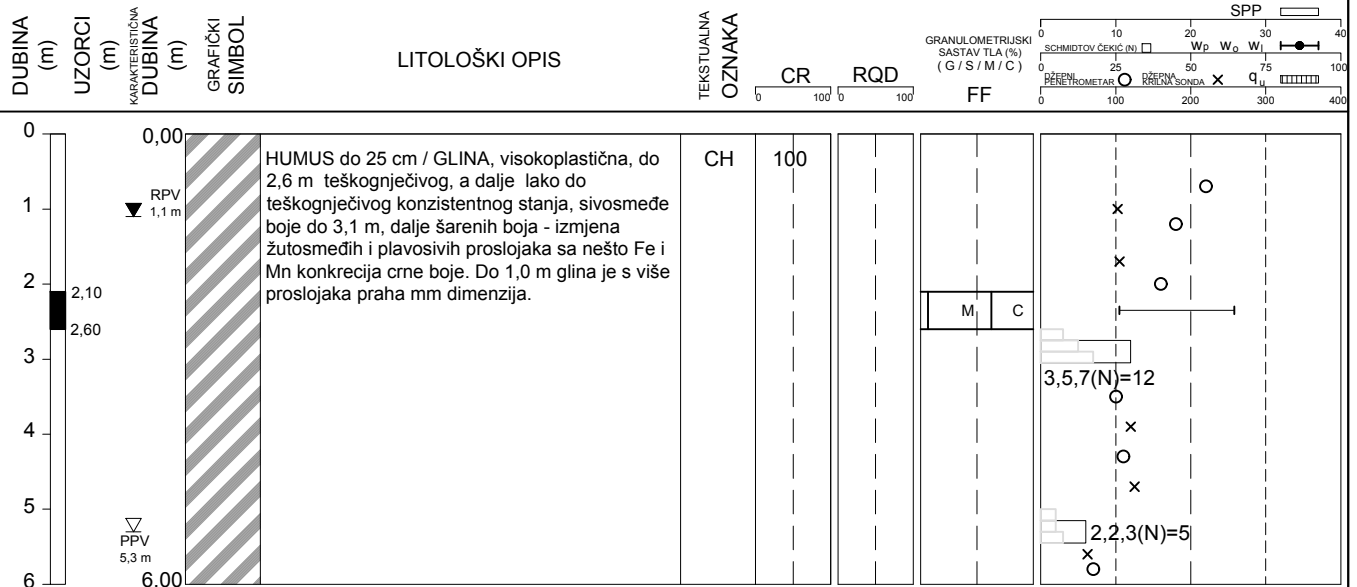 DUBINA (m)
UZORCI (m)
KARAKTERISTIČNA
DUBINA (m)
GRAFIČKI
SIMBOL
LITOLOŠKI OPIS
TEKSTUALNA
OZNAKA
CR
0 100
RQD
0 100
GRANULOMETRIJSKI
SASTAV TLA (%)
( G / S / M / C )
FF
SPP
0 10 20 30 40
SCHMIDTOV ČEKIĆ (N) wP wo wl
0 25 50 75 100
DŽEPNI PENETROMETAR DŽEPNA KRILNA SONDA qu
0 100 200 300 400
0
1
2
3
4
5
6
2,10
2,60
0,00
RPV
1,1 m
PPV
5,3 m
6,00
HUMUS do 25 cm / GLINA, visokoplastična, do
2,6 m teškognječivog, a dalje lako do
teškognječivog konzistentnog stanja, sivosmeđe
boje do 3,1 m, dalje šarenih boja - izmjena
žutosmeđih i plavosivih proslojaka sa nešto Fe i
Mn konkrecija crne boje. Do 1,0 m glina je s više
proslojaka praha mm dimenzija.
CH
100
M C
3,5,7(N)=12
2,2,3(N)=5